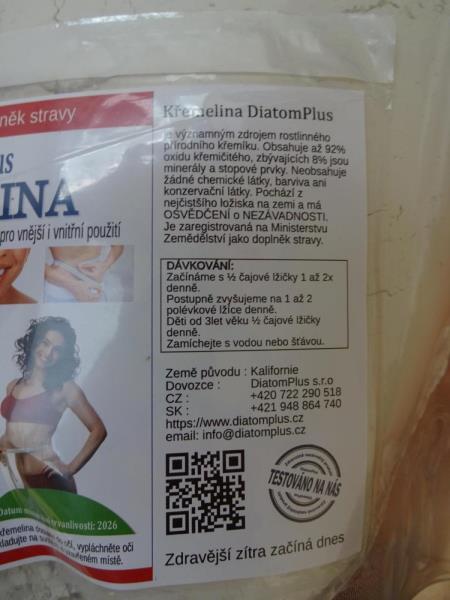 něk stravy
US
INA
pro vnější i vnitřní použití
Datum
trvanlivosti: 2026
křemelina
do očí, vypláchněte oči
kladujte na
místě.
Křemelina DiatomPlus
je významným zdrojem rostlinného
přírodního křemíku. Obsahuje až 92%
oxidu křemičitého, zbývajících 8% jsou
minerály a stopové prvky. Neobsahuje
žádné chemické látky, barviva ani
konzervační látky. Pochází z
nejčistšího ložiska na zemi a má
OSVĚDČENÍ o NEZÁVADNOSTI.
Je zaregistrovaná na Ministerstvu
Zemědělství jako doplněk stravy.
DÁVKOVÁNÍ:
Začínáme s ½ čajové lžičky 1 až 2x
denně.
Postupně zvyšujeme na 1 až 2
polévkové lžíce denně.
Děti od 3let věku ½ čajové lžičky
denně.
Zamíchejte s vodou nebo šťávou.
Země původu : Kalifornie
Dovozce : DiatomPlus s.r.o
CZ : +420 722 290 518
SK : +421 948 864 740
https://www.diatomplus.cz
email: info@diatomplus.cz
TESTOVÁNO NA NÁS
Zdravější zítra začíná dnes